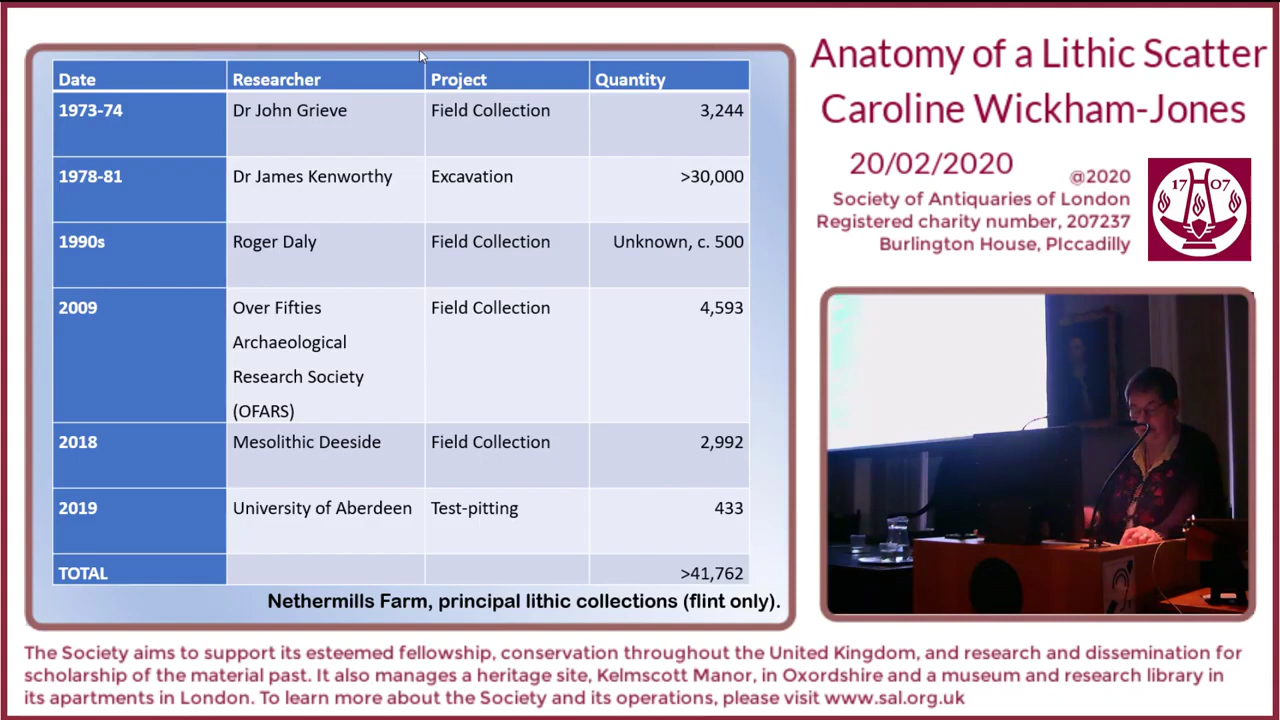 Date Researcher Project Quantity
1973-74 Dr John Grieve Field Collection 3,244
1978-81 Dr James Kenworthy Excavation >30,000
1990s Roger Daly Field Collection Unknown, c. 500
2009 Over Fifties Field Collection 4,593
Archaeological
Research Society
(OFARS)
2018 Mesolithic Deeside Field Collection 2,992
2019 University of Aberdeen Test-pitting 433
TOTAL >41,762
Nethermills Farm, principal lithic collections (flint only).
Anatomy of a Lithic Scatter
Caroline Wickham-Jones
20/02/2020
@2020
Society of Antiquaries of London
Registered charity number, 207237
Burlington House, PIccadilly
17 07
The Society aims to support its esteemed fellowship, conservation throughout the United Kingdom, and research and dissemination for
scholarship of the material past. It also manages a heritage site, Kelmscott Manor, in Oxordshire and a museum and research library in
its apartments in London. To learn more about the Society and its operations, please visit www.sal.org.uk